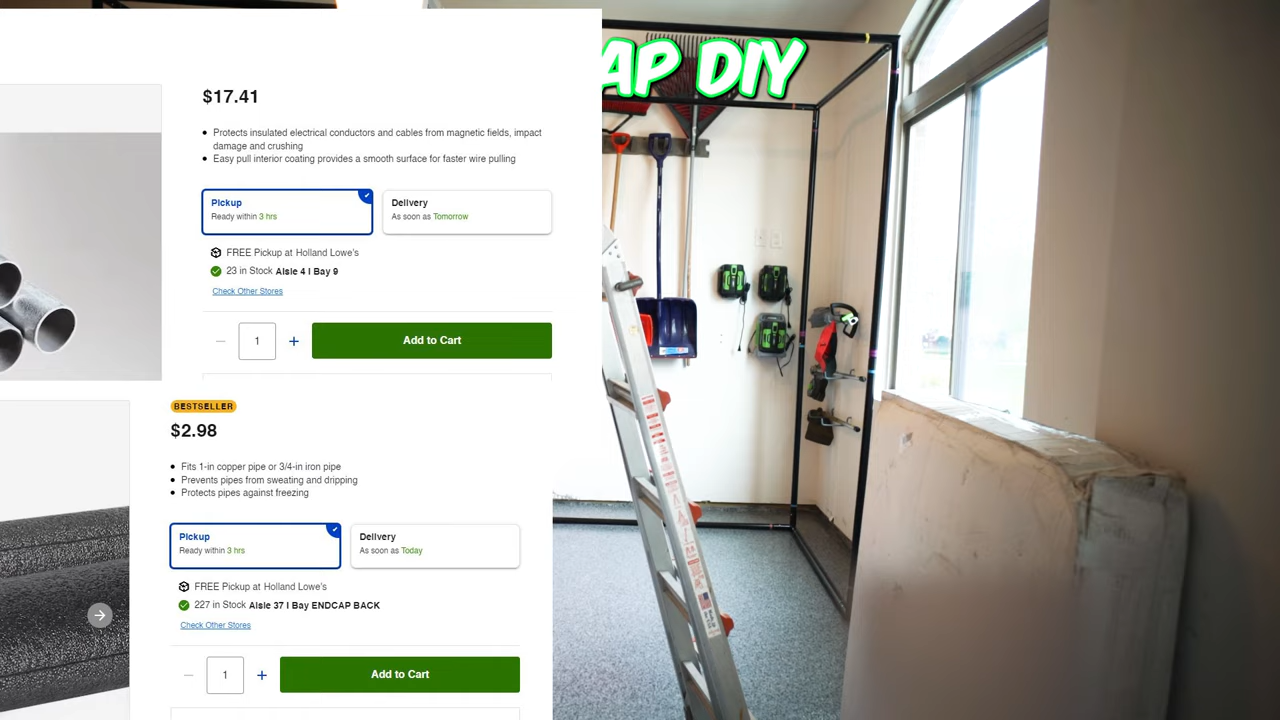 $17.41
Protects insulated electrical conductors and cables from magnetic fields, impact
damage and crushing
Easy pull interior coating provides a smooth surface for faster wire pulling
Pickup
Ready within 3 hrs
Delivery
As soon as Tomorrow
FREE Pickup at Holland Lowe's
23 in Stock Aisle 4 | Bay 9
Check Other Stores
1
Add to Cart
BESTSELLER
$2.98
Fits 1-in copper pipe or 3/4-in iron pipe
Prevents pipes from sweating and dripping
Protects pipes against freezing
Pickup
Ready within 3 hrs
Delivery
As soon as Today
FREE Pickup at Holland Lowe's
227 in Stock Aisle 37 | Bay ENDCAP BACK
Check Other Stores
1
Add to Cart
AP DIY